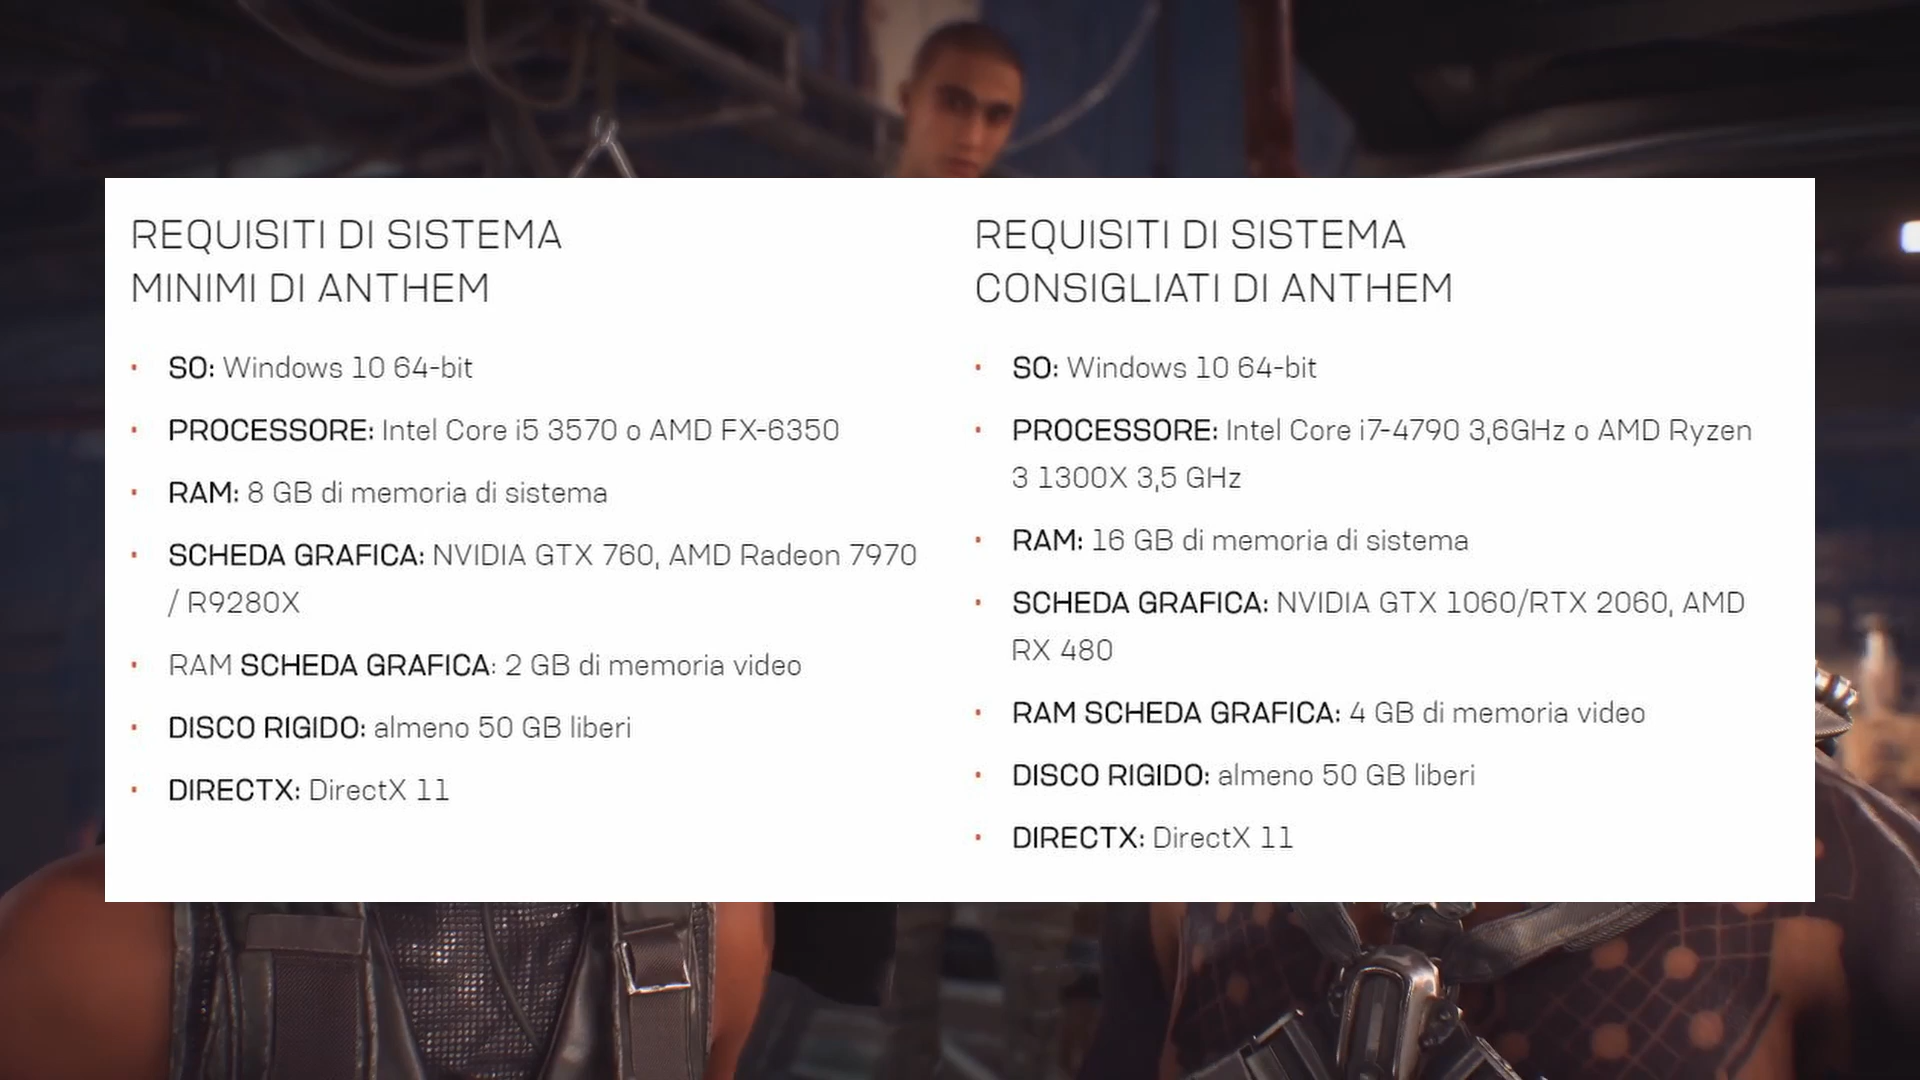 REQUISITI DI SISTEMA
MINIMI DI ANTHEM
• SO: Windows 10 64-bit
• PROCESSORE: Intel Core i5 3570 o AMD FX-6350
• RAM: 8 GB di memoria di sistema
• SCHEDA GRAFICA: NVIDIA GTX 760, AMD Radeon 7970
/ R9280X
• RAM SCHEDA GRAFICA: 2 GB di memoria video
• DISCO RIGIDO: almeno 50 GB liberi
• DIRECTX: DirectX 11
REQUISITI DI SISTEMA
CONSIGLIATI DI ANTHEM
• SO: Windows 10 64-bit
• PROCESSORE: Intel Core i7-4790 3,6GHz o AMD Ryzen
3 1300X 3,5 GHz
• RAM: 16 GB di memoria di sistema
• SCHEDA GRAFICA: NVIDIA GTX 1060/RTX 2060, AMD
RX 480
• RAM SCHEDA GRAFICA: 4 GB di memoria video
• DISCO RIGIDO: almeno 50 GB liberi
• DIRECTX: DirectX 11